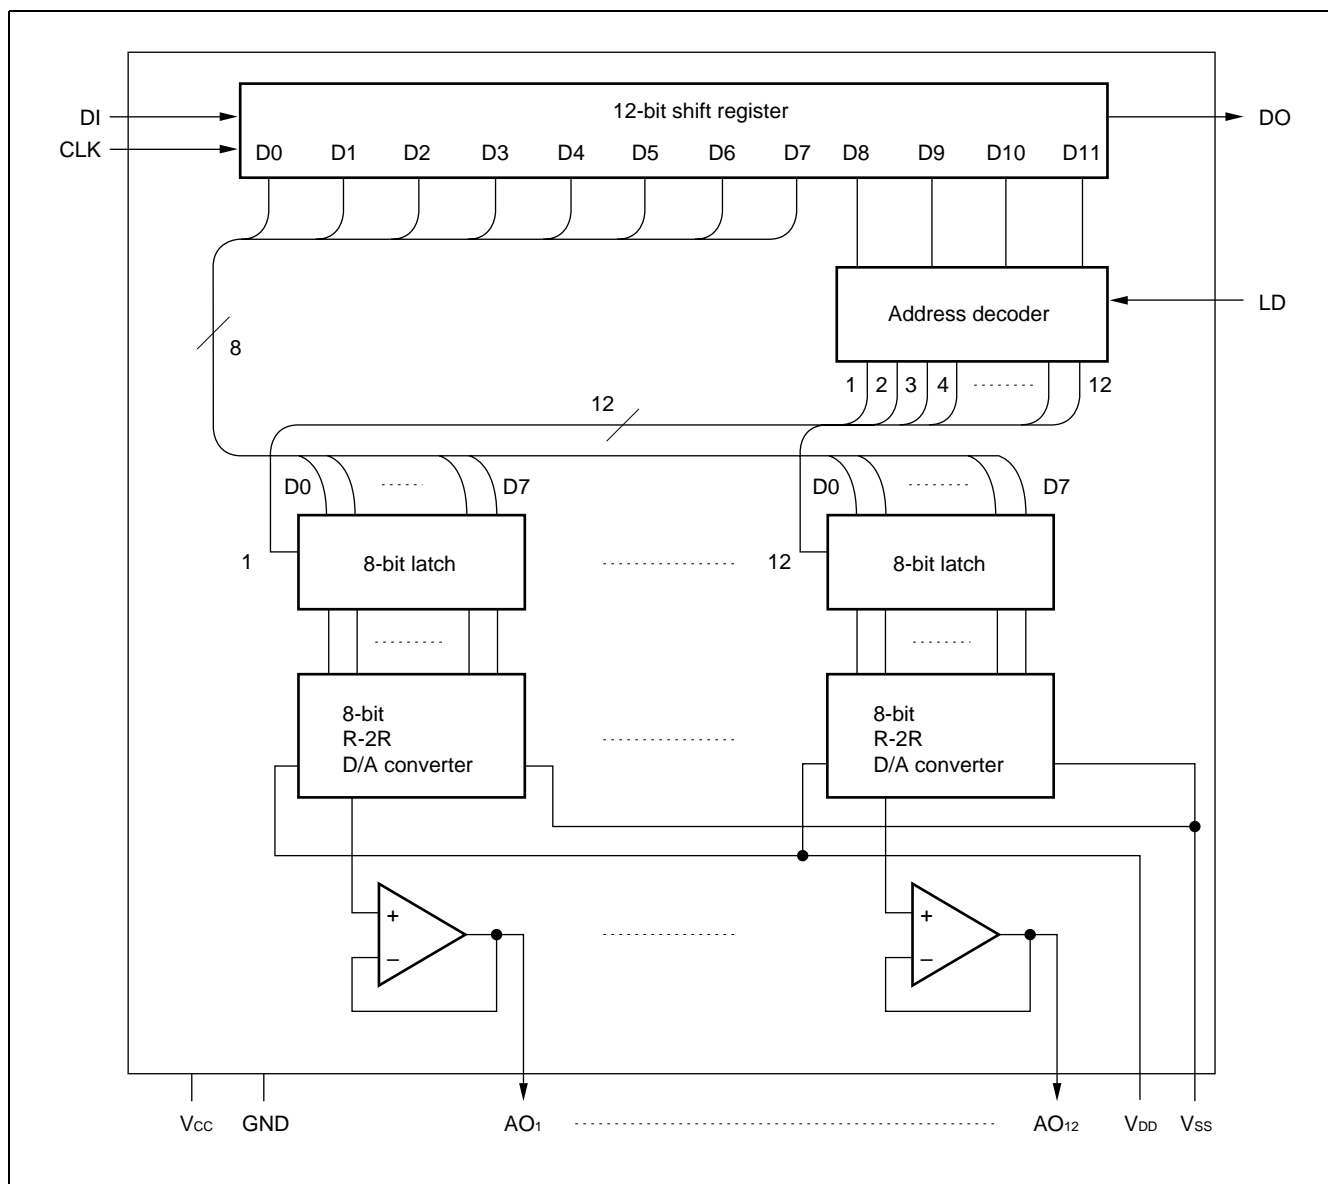 12-bit shift register
DI
DO
CLK
D0 D1 D2 D3 D4 D5 D6 D7 D8 D9 D10 D11
LD
Address decoder
8
1 2 3 4 12
12
D0 D7 D0 D7
1 8-bit latch 12 8-bit latch
8-bit
R-2R
D/A converter
8-bit
R-2R
D/A converter
+
–
+
–
VCC GND AO1 AO12 VDD VSS